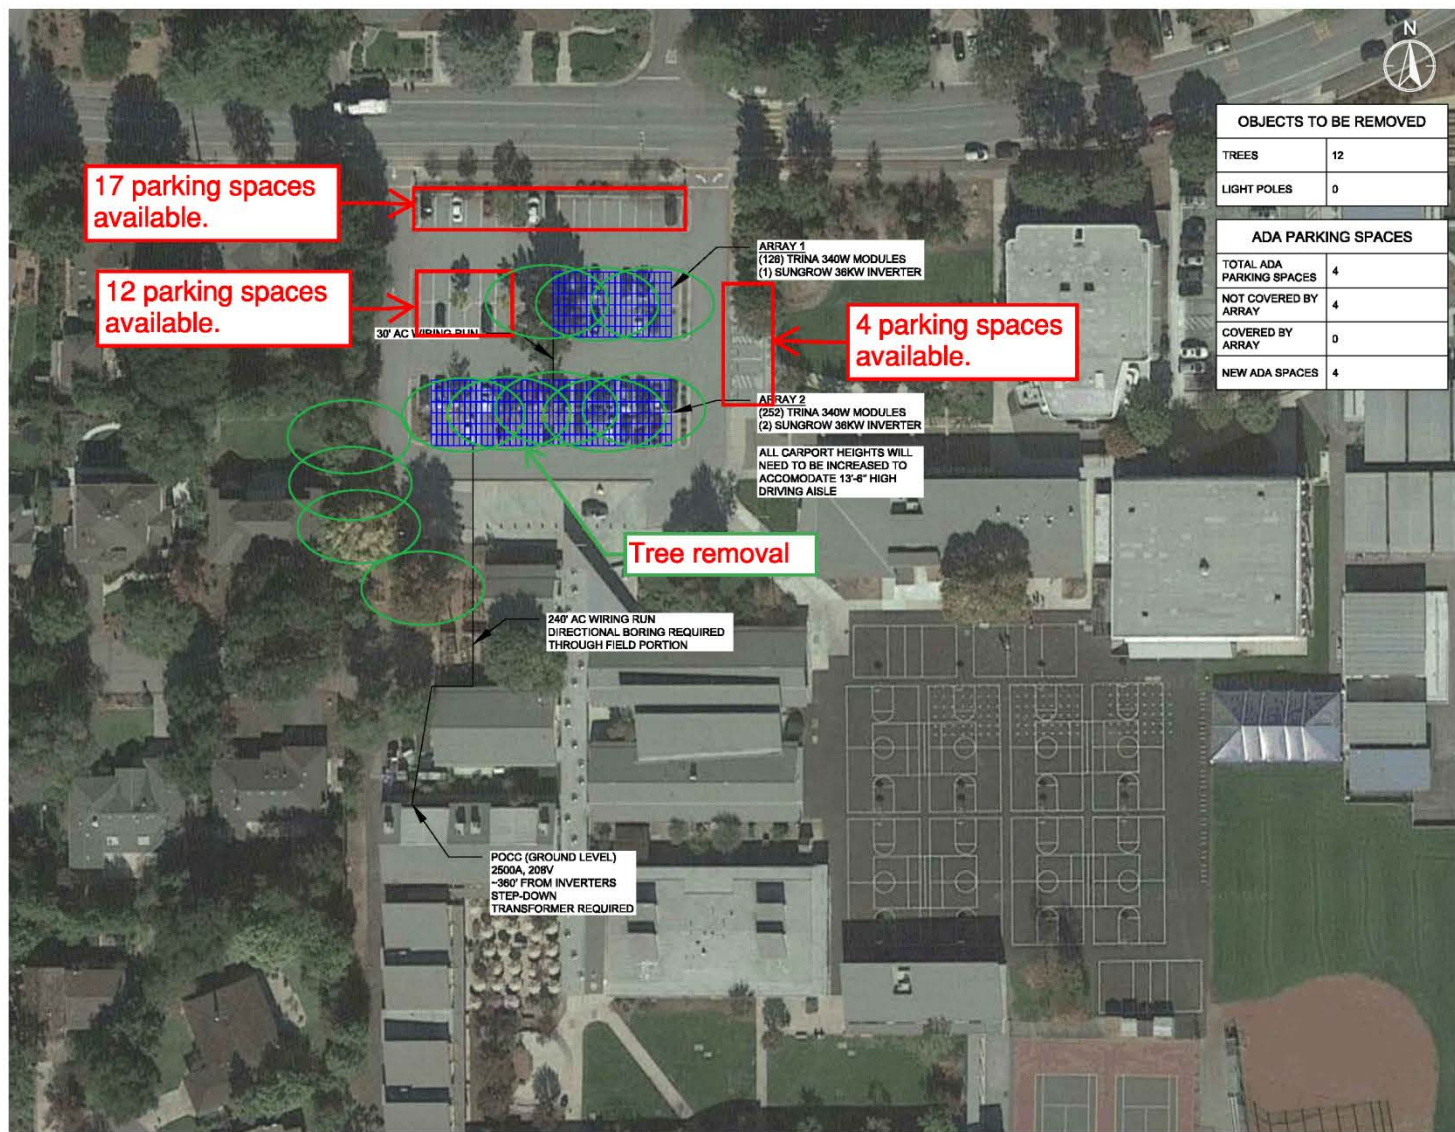 N
OBJECTS TO BE REMOVED
TREES 12
LIGHT POLES 0
ADA PARKING SPACES
TOTAL ADA
PARKING SPACES 4
NOT COVERED BY
ARRAY 4
COVERED BY
ARRAY 0
NEW ADA SPACES 4
17 parking spaces
available.
12 parking spaces
available.
30' AC WIRING RUN
ARRAY 1
(126) TRINA 340W MODULES
(1) SUNGROW 36KW INVERTER
4 parking spaces
available.
ARRAY 2
(252) TRINA 340W MODULES
(2) SUNGROW 36KW INVERTER
ALL CARPORT HEIGHTS WILL
NEED TO BE INCREASED TO
ACCOMODATE 13'-6" HIGH
DRIVING AISLE
Tree removal
240' AC WIRING RUN
DIRECTIONAL BORING REQUIRED
THROUGH FIELD PORTION
POCC (GROUND LEVEL)
2500A, 208V
~360' FROM INVERTERS
STEP-DOWN
TRANSFORMER REQUIRED